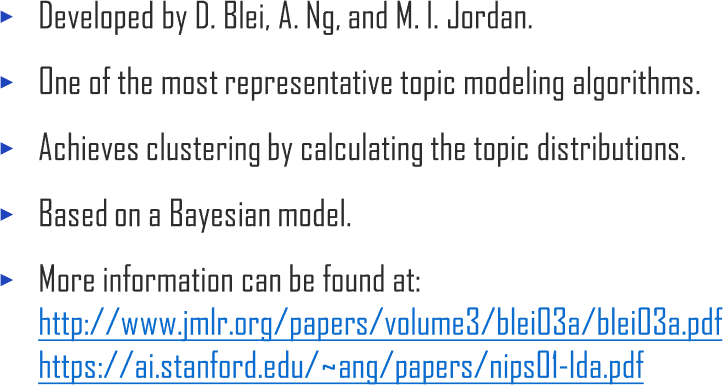 ▸ Developed by D. Blei, A. Ng, and M. I. Jordan.
▸ One of the most representative topic modeling algorithms.
▸ Achieves clustering by calculating the topic distributions.
▸ Based on a Bayesian model.
▸ More information can be found at:
http://www.jmlr.org/papers/volume3/blei03a/blei03a.pdf
https://ai.stanford.edu/~ang/papers/nips01-lda.pdf